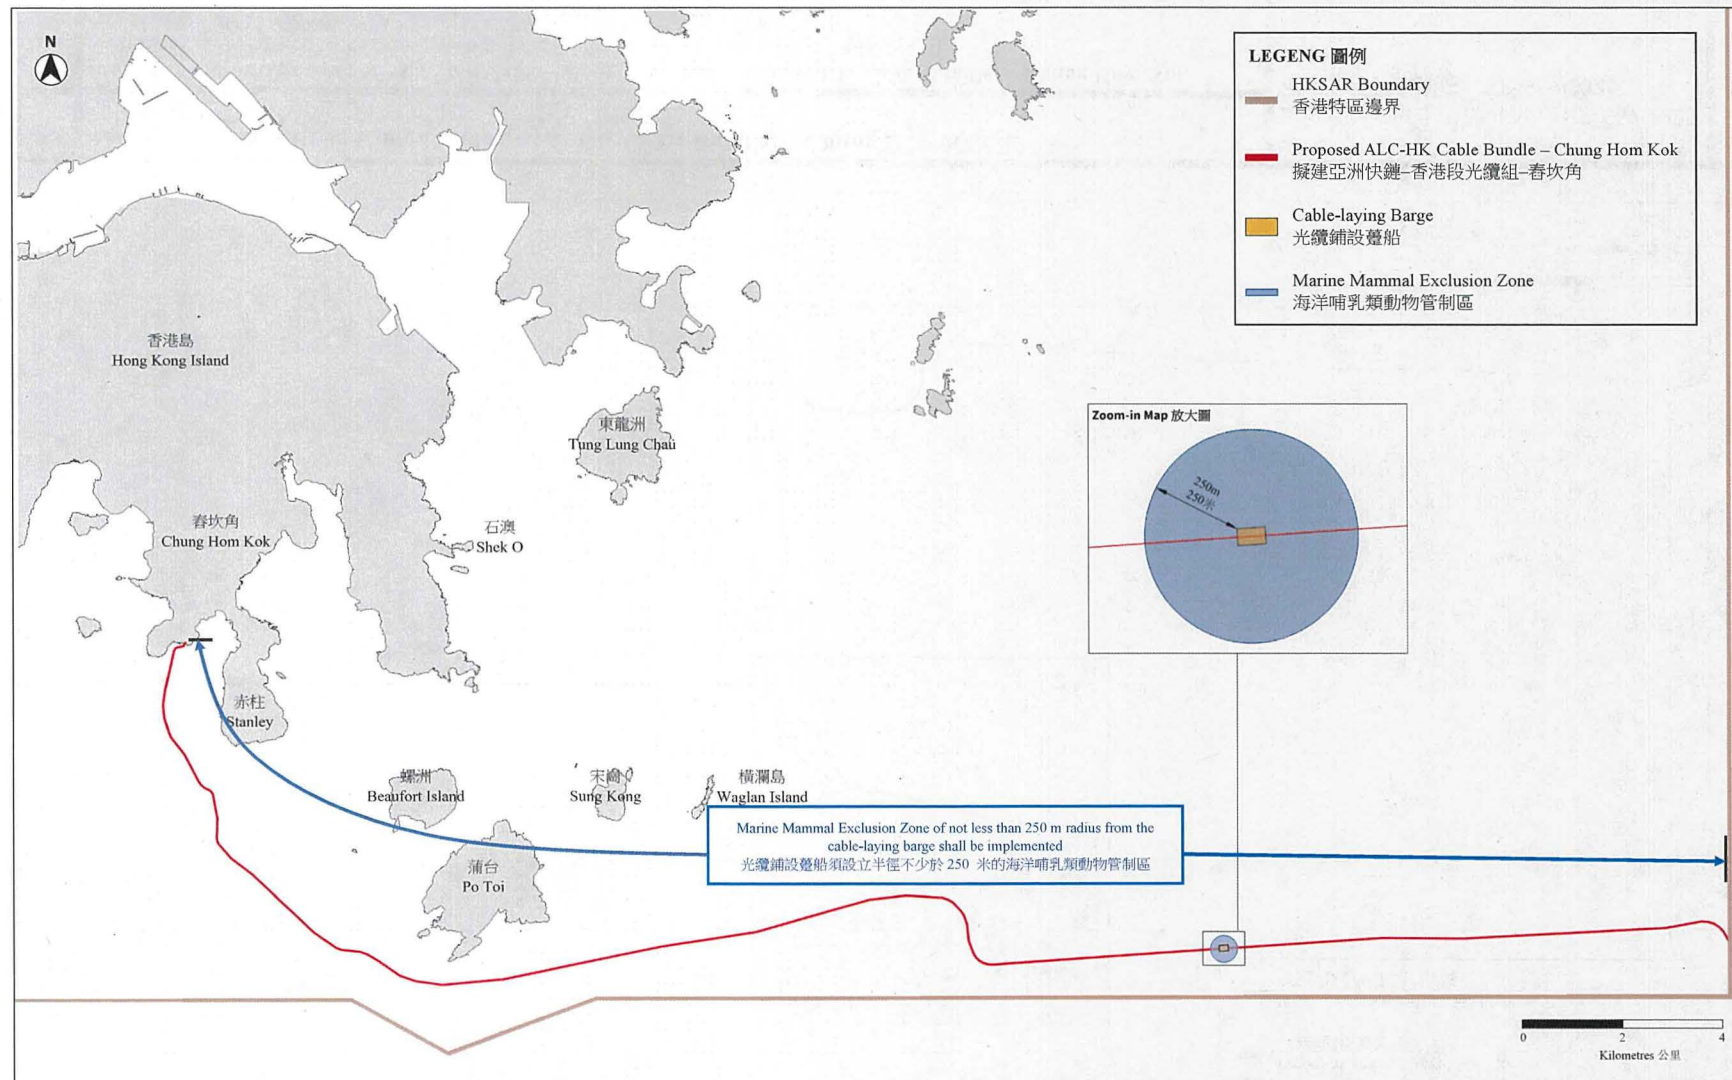 N
LEGENG 圖例
HKSAR Boundary
香港特區邊界
Proposed ALC-HK Cable Bundle – Chung Hom Kok
擬建亞洲快鏈–香港段光纜組–舂坎角
Cable-laying Barge
光纜鋪設躉船
Marine Mammal Exclusion Zone
海洋哺乳類動物管制區
香港島
Hong Kong Island
東龍洲
Tung Lung Chau
Zoom-in Map 放大圖
250m
250米
舂坎角
Chung Hom Kok
石澳
Shek O
赤柱
Stanley
螺洲
Beaufort Island
宋崗
Sung Kong
橫瀾島
Waglan Island
Marine Mammal Exclusion Zone of not less than 250 m radius from the
cable-laying barge shall be implemented
光纜鋪設躉船須設立半徑不少於 250 米的海洋哺乳類動物管制區
蒲台
Po Toi
0 2 4
Kilometres 公里